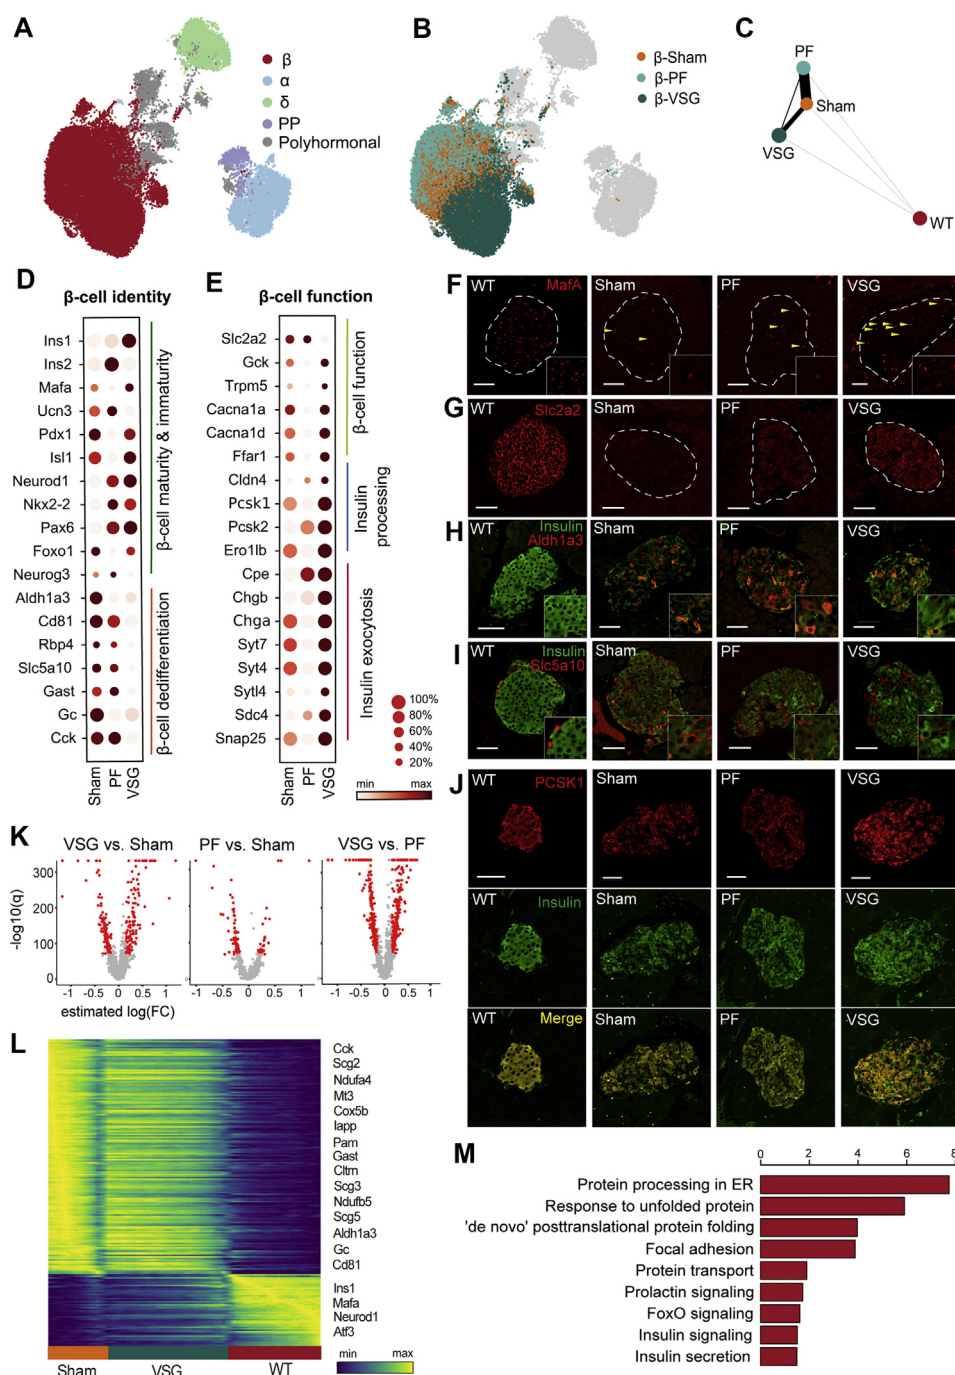 A
β
α
δ
PP
Polyhormonal
B
β-Sham
β-PF
β-VSG
C
PF
Sham
VSG
WT
D
β-cell identity
Ins1
Ins2
Mafa
Ucn3
Pdx1
Isl1
Neurod1
Nkx2-2
Pax6
Foxo1
Neurog3
Aldh1a3
Cd81
Rbp4
Slc5a10
Gast
Gc
Cck
β-cell maturity & immaturity
β-cell dedifferentiation
Sham
PF
VSG
E
β-cell function
Slc2a2
Gck
Trpm5
Cacna1a
Cacna1d
Ffar1
Cldn4
Pcsk1
Pcsk2
Ero1lb
Cpe
Chgb
Chga
Syt7
Syt4
Sytl4
Sdc4
Snap25
β-cell function
Insulin
processing
Insulin exocytosis
100%
80%
60%
40%
20%
Sham
PF
VSG
min max
F
WT MafA Sham PF VSG
G
WT Slc2a2 Sham PF VSG
H
WT Insulin Sham PF VSG
Aldh1a3
I
WT Insulin Sham PF VSG
Slc5a10
J
WT PCSK1 Sham PF VSG
WT Insulin Sham PF VSG
WT Merge Sham PF VSG
K
VSG vs. Sham PF vs. Sham VSG vs. PF
-log10(q)
300
200
100
0
-1 -0.5 0 0.5 1 -1 -0.5 0 0.5 1 -1 -0.5 0 0.5 1
estimated log(FC)
L
Cck
Scg2
Ndufa4
Mt3
Cox5b
Iapp
Pam
Gast
Cltrn
Scg3
Ndufb5
Scg5
Aldh1a3
Gc
Cd81
Ins1
Mafa
Neurod1
Atf3
Sham VSG WT
min max
M
0 2 4 6 8
Protein processing in ER
Response to unfolded protein
'de novo' posttranslational protein folding
Focal adhesion
Protein transport
Prolactin signaling
FoxO signaling
Insulin signaling
Insulin secretion